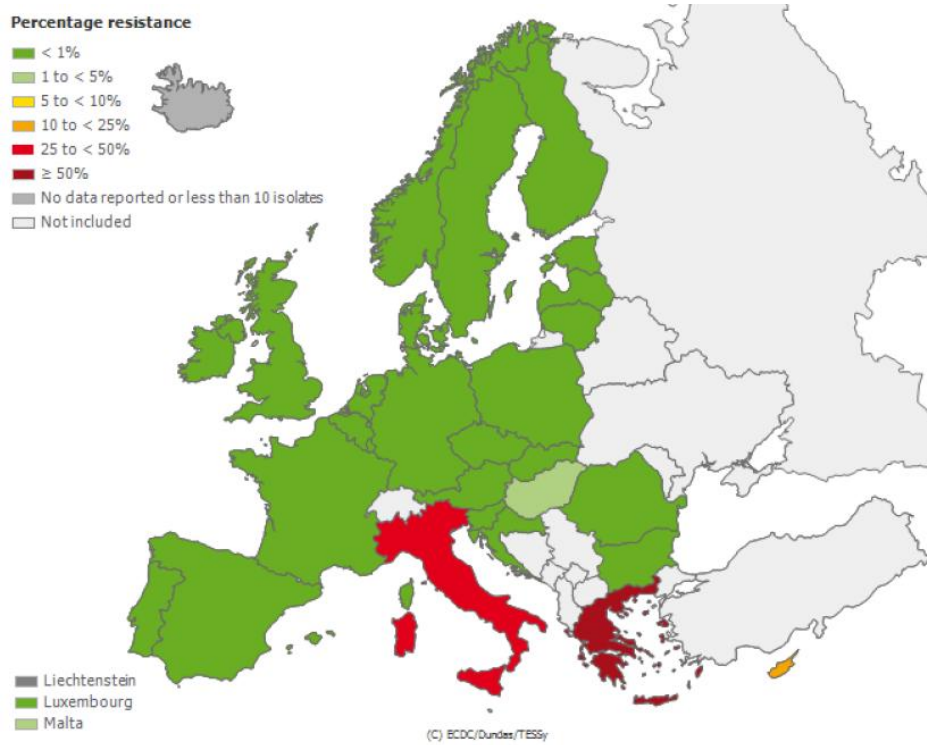 Percentage resistance
< 1%
1 to < 5%
5 to < 10%
10 to < 25%
25 to < 50%
≥ 50%
No data reported or less than 10 isolates
Not included
Liechtenstein
Luxembourg
Malta
(C) ECDC/Dundas/TESSy